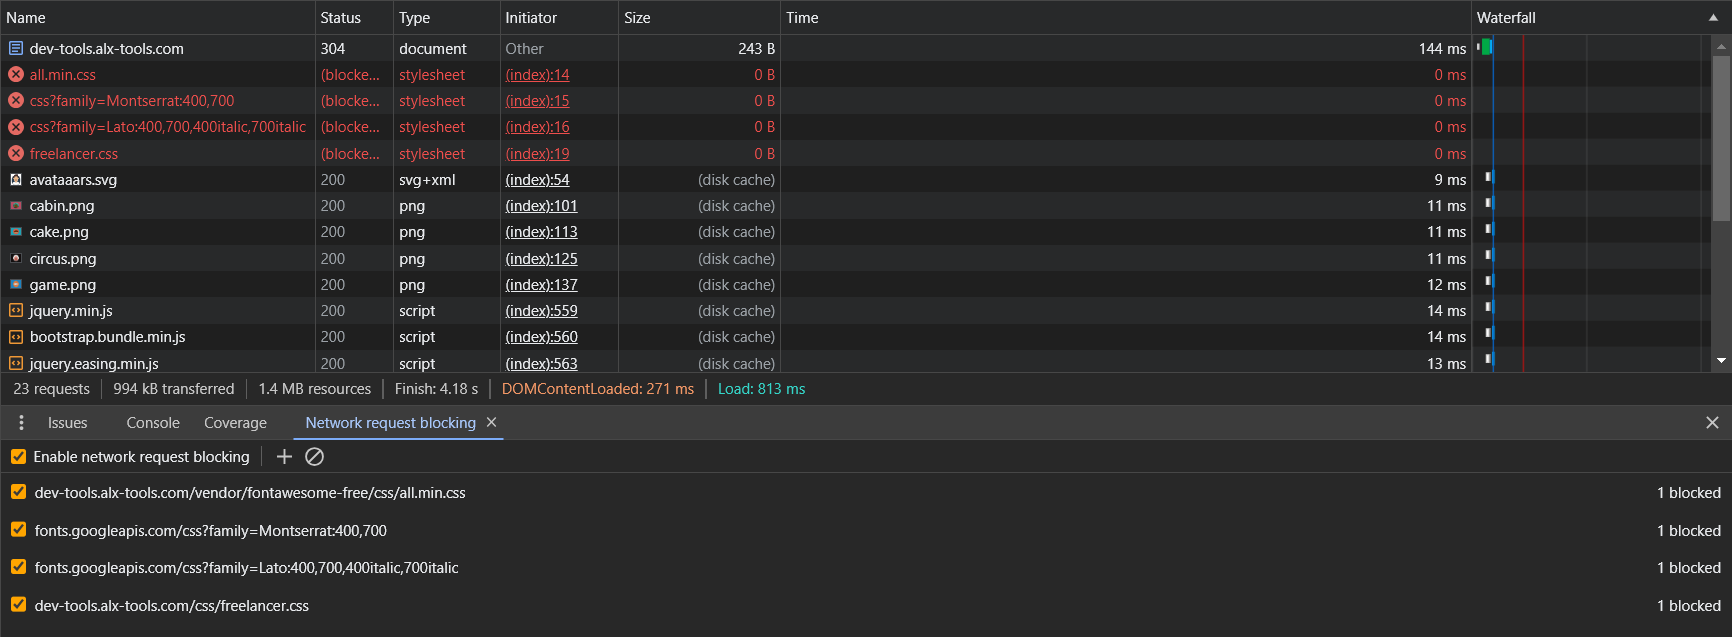 Name Status Type Initiator Size Time Waterfall
dev-tools.alx-tools.com 304 document Other 243 B 144 ms
all.min.css (blocke... stylesheet (index):14 0 B 0 ms
css?family=Montserrat:400,700 (blocke... stylesheet (index):15 0 B 0 ms
css?family=Lato:400,700,400italic,700italic (blocke... stylesheet (index):16 0 B 0 ms
freelancer.css (blocke... stylesheet (index):19 0 B 0 ms
avataaars.svg 200 svg+xml (index):54 (disk cache) 9 ms
cabin.png 200 png (index):101 (disk cache) 11 ms
cake.png 200 png (index):113 (disk cache) 11 ms
circus.png 200 png (index):125 (disk cache) 11 ms
game.png 200 png (index):137 (disk cache) 12 ms
jquery.min.js 200 script (index):559 (disk cache) 14 ms
bootstrap.bundle.min.js 200 script (index):560 (disk cache) 14 ms
jquery.easing.min.js 200 script (index):563 (disk cache) 13 ms
23 requests 994 kB transferred 1.4 MB resources Finish: 4.18 s DOMContentLoaded: 271 ms Load: 813 ms
Issues Console Coverage Network request blocking
Enable network request blocking
dev-tools.alx-tools.com/vendor/fontawesome-free/css/all.min.css 1 blocked
fonts.googleapis.com/css?family=Montserrat:400,700 1 blocked
fonts.googleapis.com/css?family=Lato:400,700,400italic,700italic 1 blocked
dev-tools.alx-tools.com/css/freelancer.css 1 blocked